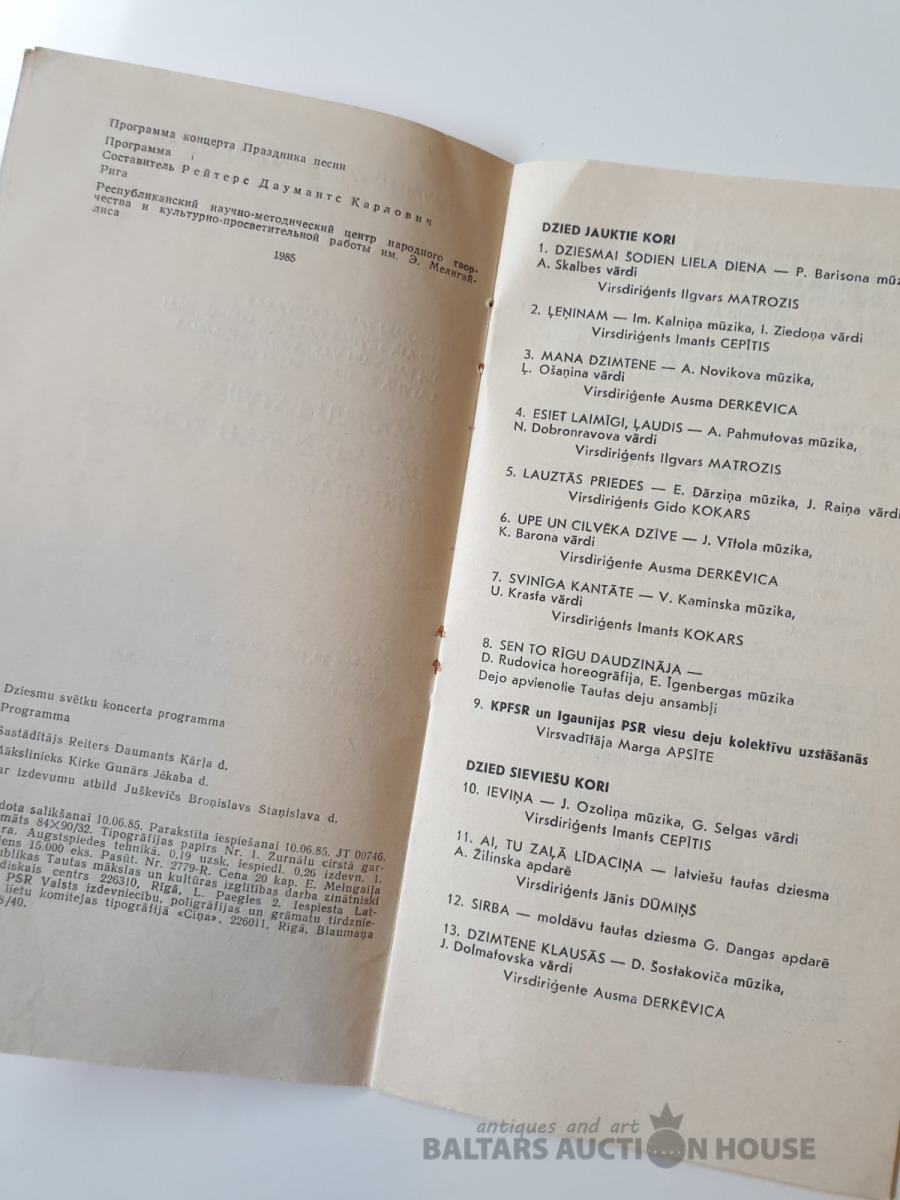 Программа концерта Праздника песни
Программа
Составитель Рейтерс Даумантс Карлович
Рига
Республиканский научно-методический центр народного твор-
чества и культурно-просветительной работы им. Э. Мелнгай-
лиса
1985
Dziesmu svētku koncerta programma
Programma
Sastādītājs Reiters Daumants Kārļa d.
Mākslinieks Kirke Gunārs Jēkaba d.
ar izdevumu atbild Juškevičs Broņislavs Staņislava d.
dota salikšanai 10.06.85. Parakstīta iespiešanai 10.06.85. JT 00746.
māts 84×90/32. Tipogrāfijas papīrs Nr. 1. Žurnālu cirstā gar-
ra. Augstspiedes tehnikā. 0,19 uzsk. iespiedl. 0,26 izdevn. l.
iens 15.000 eks. Pasūt. Nr. 2779-R. Cena 20 kap. E. Melngaiļa
publikas Tautas mākslas un kultūras izglītības darba zinātniski
diskais centrs 226310, Rīgā, L. Paegles 2. Iespiesta Lat-
PSR Valsts izdevniecību, poligrāfijas un grāmatu tirdznie-
lietu komitejas tipogrāfijā «Cīņa», 226011, Rīgā, Blaumaņa
8/40.
DZIED JAUKTIE KORI
1. DZIESMAI ŠODIEN LIELA DIENA — P. Barisona mūz
A. Skalbes vārdi
Virsdiriģents Ilgvars MATROZIS
2. ĻEŅINAM — Im. Kalniņa mūzika, I. Ziedoņa vārdi
Virsdiriģents Imants CEPĪTIS
3. MANA DZIMTENE — A. Novikova mūzika,
Ļ. Ošaņina vārdi
Virsdiriģente Ausma DERKĒVICA
4. ESIET LAIMĪGI, ĻAUDIS — A. Pahmutovas mūzika,
N. Dobronravova vārdi
Virsdiriģents Ilgvars MATROZIS
5. LAUZTĀS PRIEDES — E. Dārziņa mūzika, J. Raiņa vārdi
Virsdiriģents Gido KOKARS
6. UPE UN CILVĒKA DZĪVE — J. Vītola mūzika,
K. Barona vārdi
Virsdiriģente Ausma DERKĒVICA
7. SVINĪGA KANTĀTE — V. Kaminska mūzika,
U. Krasta vārdi
Virsdiriģents Imants KOKARS
8. SEN TO RĪGU DAUDZINĀJA —
D. Rudovica horeogrāfija, E. Īgenbergas mūzika
Dejo apvienotie Tautas deju ansambļi
9. KPFSR un Igaunijas PSR viesu deju kolektīvu uzstāšanās
Virsvadītāja Marga APSĪTE
DZIED SIEVIEŠU KORI
10. IEVIŅA — J. Ozoliņa mūzika, G. Selgas vārdi
Virsdiriģents Imants CEPĪTIS
11. AI, TU ZAĻĀ LĪDACIŅA — latviešu tautas dziesma
A. Žilinska apdarē
Virsdiriģents Jānis DŪMIŅŠ
12. SIRBA — moldāvu tautas dziesma G. Dangas apdarē
13. DZIMTENE KLAUSĀS — D. Šostakoviča mūzika,
J. Dolmatovska vārdi
Virsdiriģente Ausma DERKĒVICA
antiques and art
BALTARS AUCTION HOUSE